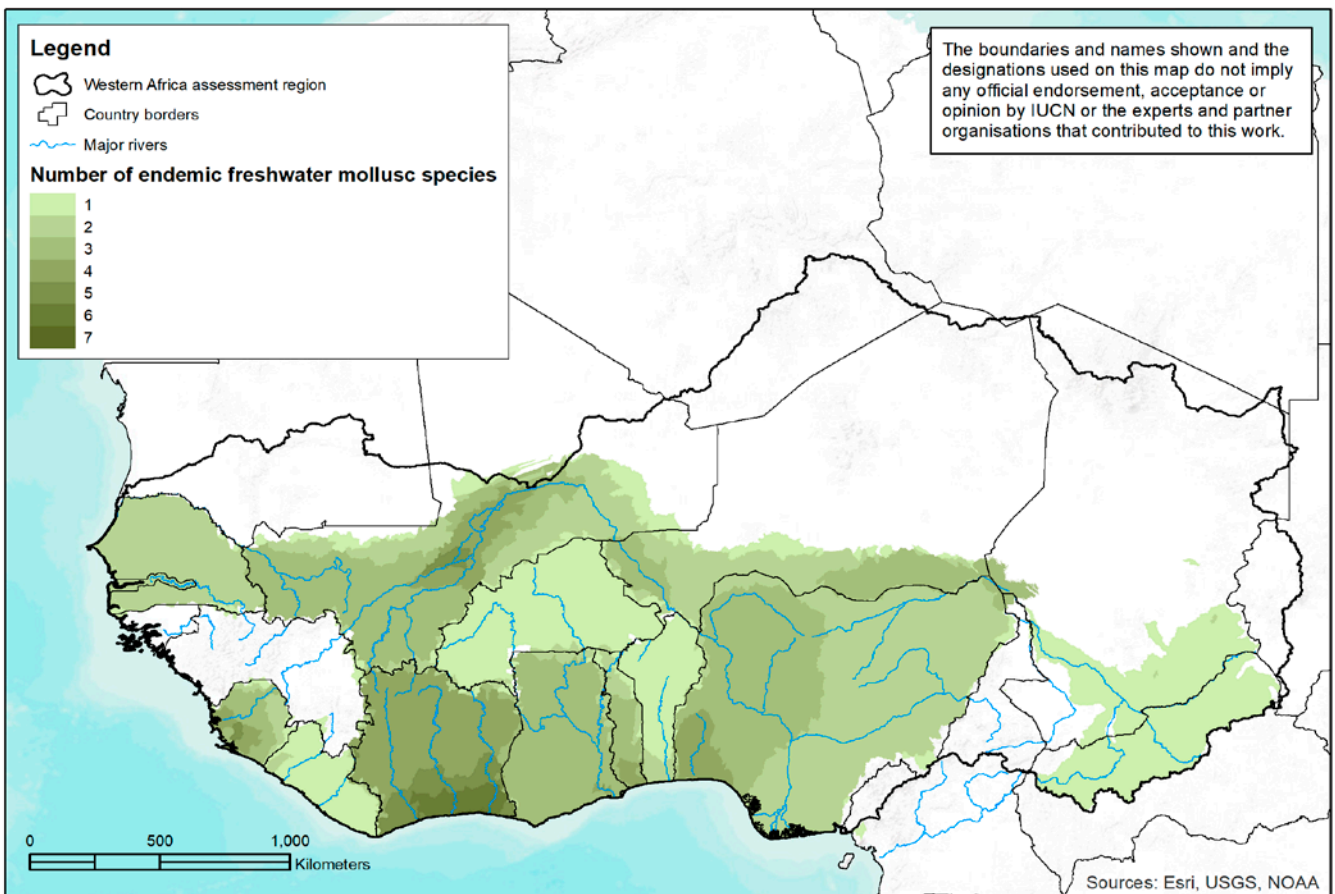 Legend
Western Africa assessment region
Country borders
Major rivers
Number of endemic freshwater mollusc species
1
2
3
4
5
6
7
The boundaries and names shown and the
designations used on this map do not imply
any official endorsement, acceptance or
opinion by IUCN or the experts and partner
organisations that contributed to this work.
0 500 1,000
Kilometers
Sources: Esri, USGS, NOAA